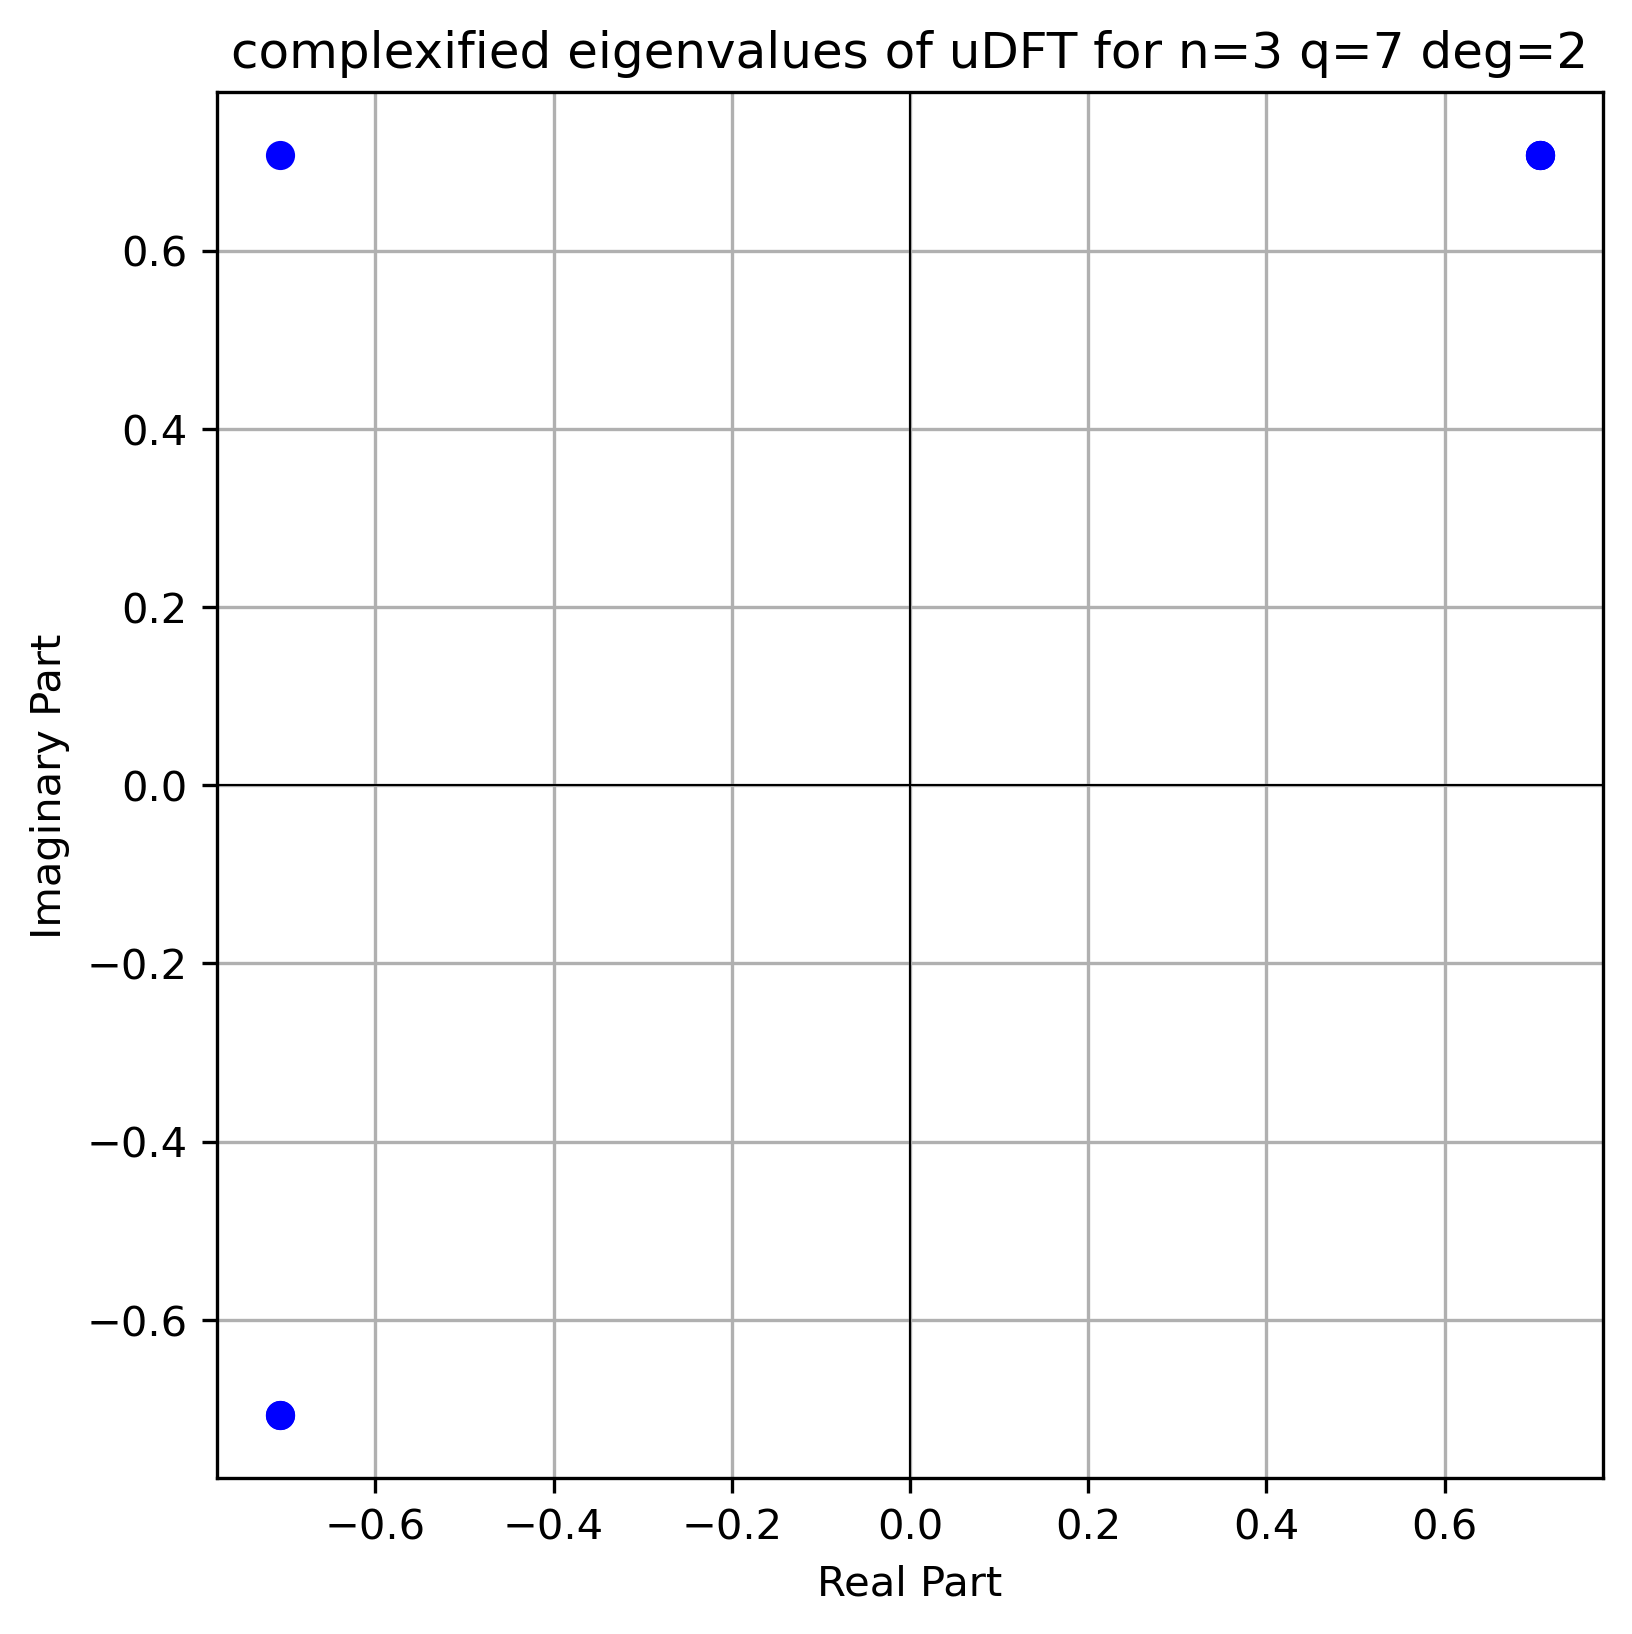 complexified eigenvalues of uDFT for n=3 q=7 deg=2
Imaginary Part
0.6
0.4
0.2
0.0
−0.2
−0.4
−0.6
−0.6 −0.4 −0.2 0.0 0.2 0.4 0.6
Real Part